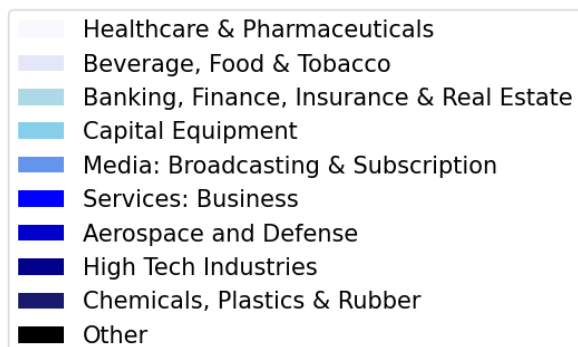 Healthcare & Pharmaceuticals
Beverage, Food & Tobacco
Banking, Finance, Insurance & Real Estate
Capital Equipment
Media: Broadcasting & Subscription
Services: Business
Aerospace and Defense
High Tech Industries
Chemicals, Plastics & Rubber
Other